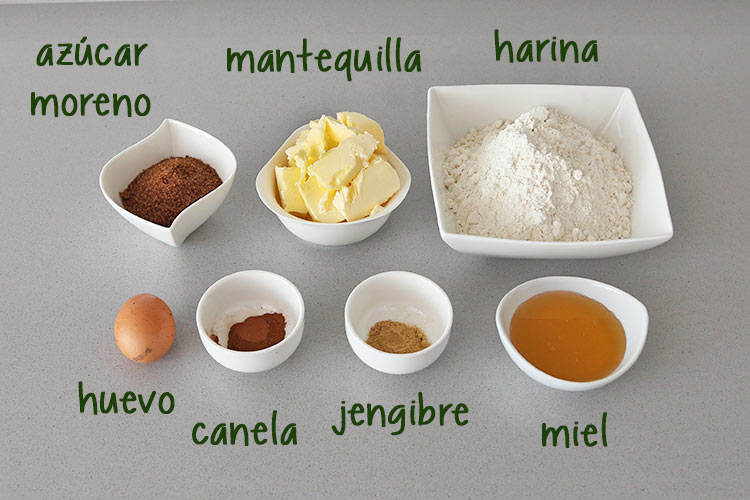 azúcar
moreno
mantequilla
harina
huevo
canela
jengibre
miel